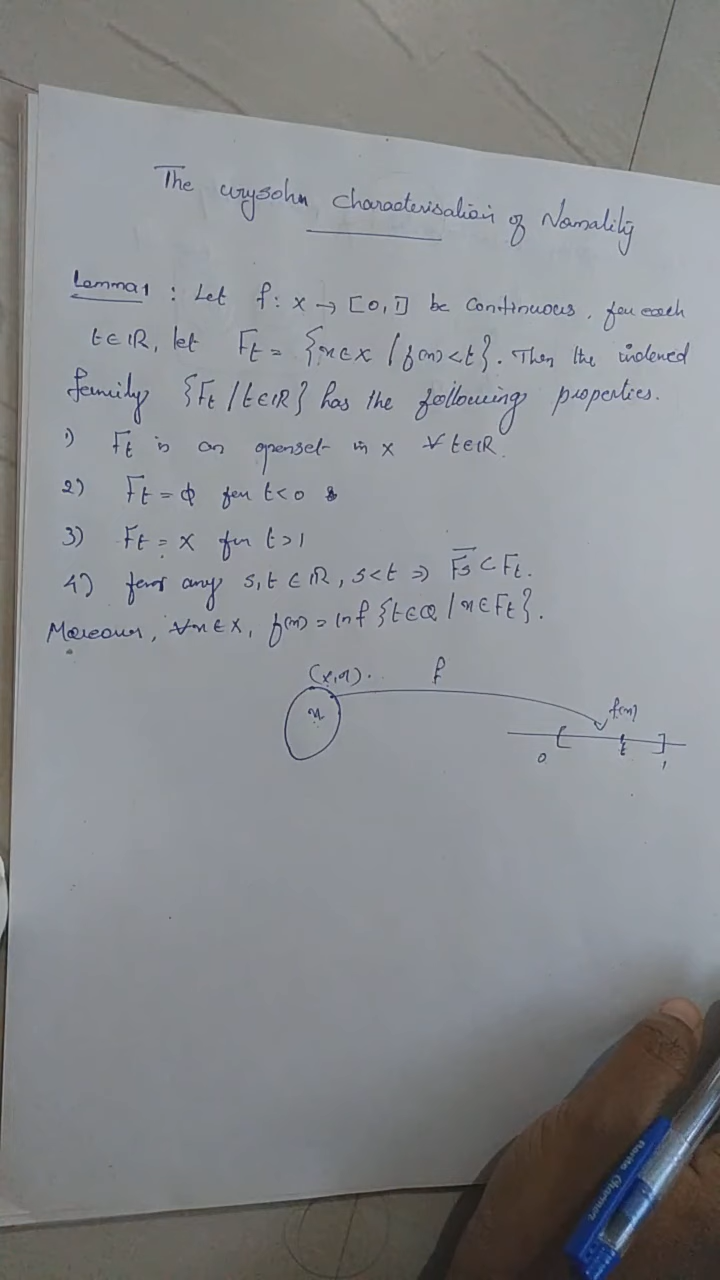 The urysohn characterisation of Normality
Lemma 1 : Let f: x → [0,1] be continuous, for each
t∈ℝ, let Ft = {x∈X / f(x)<t}. Then the indexed
family {Ft / t∈ℝ} has the following properties.
1) Ft is an openset in x ∀ t∈ℝ.
2) Ft = ϕ for t<0
3) Ft = X for t>1
4) for any s,t ∈ ℝ, s<t ⇒ F̅s̅ ⊂ Ft.
Moreover, ∀x∈X, f(x) = inf {t∈Q / x∈Ft}.
f
x
f(x)
0
t
1